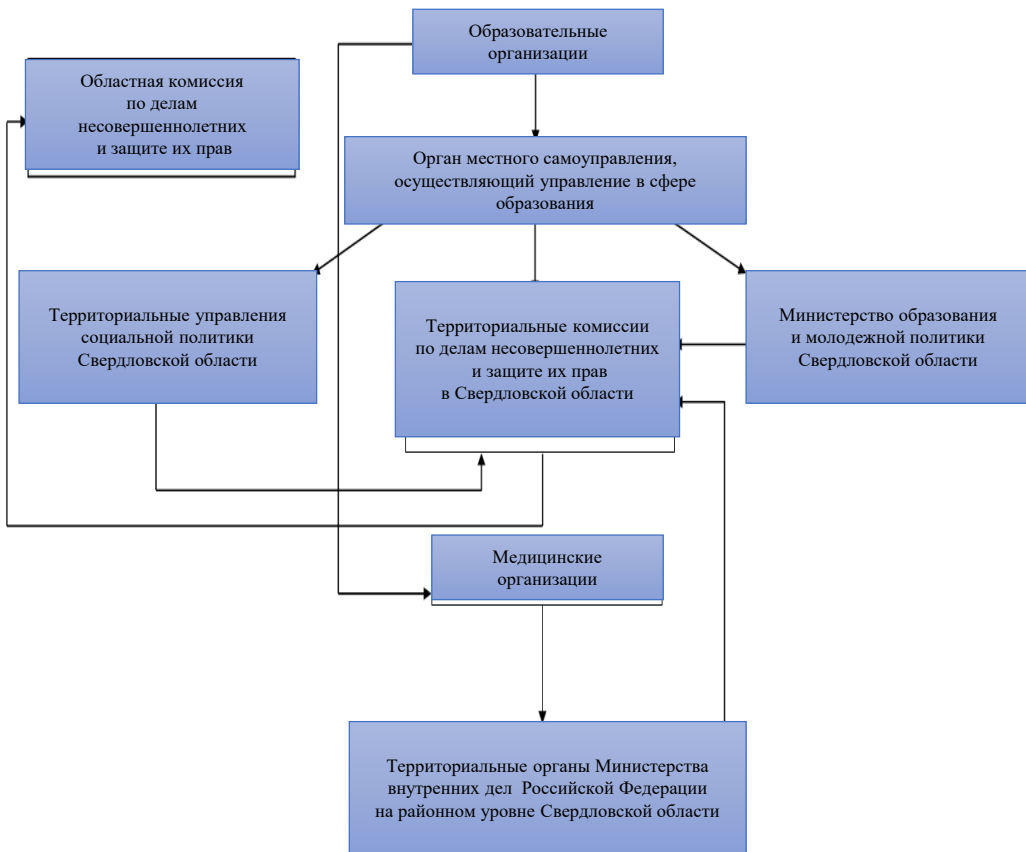 Образовательные
организации
Областная комиссия
по делам
несовершеннолетних
и защите их прав
Орган местного самоуправления,
осуществляющий управление в сфере
образования
Территориальные управления
социальной политики
Свердловской области
Территориальные комиссии
по делам несовершеннолетних
и защите их прав
в Свердловской области
Министерство образования
и молодежной политики
Свердловской области
Медицинские
организации
Территориальные органы Министерства
внутренних дел Российской Федерации
на районном уровне Свердловской области